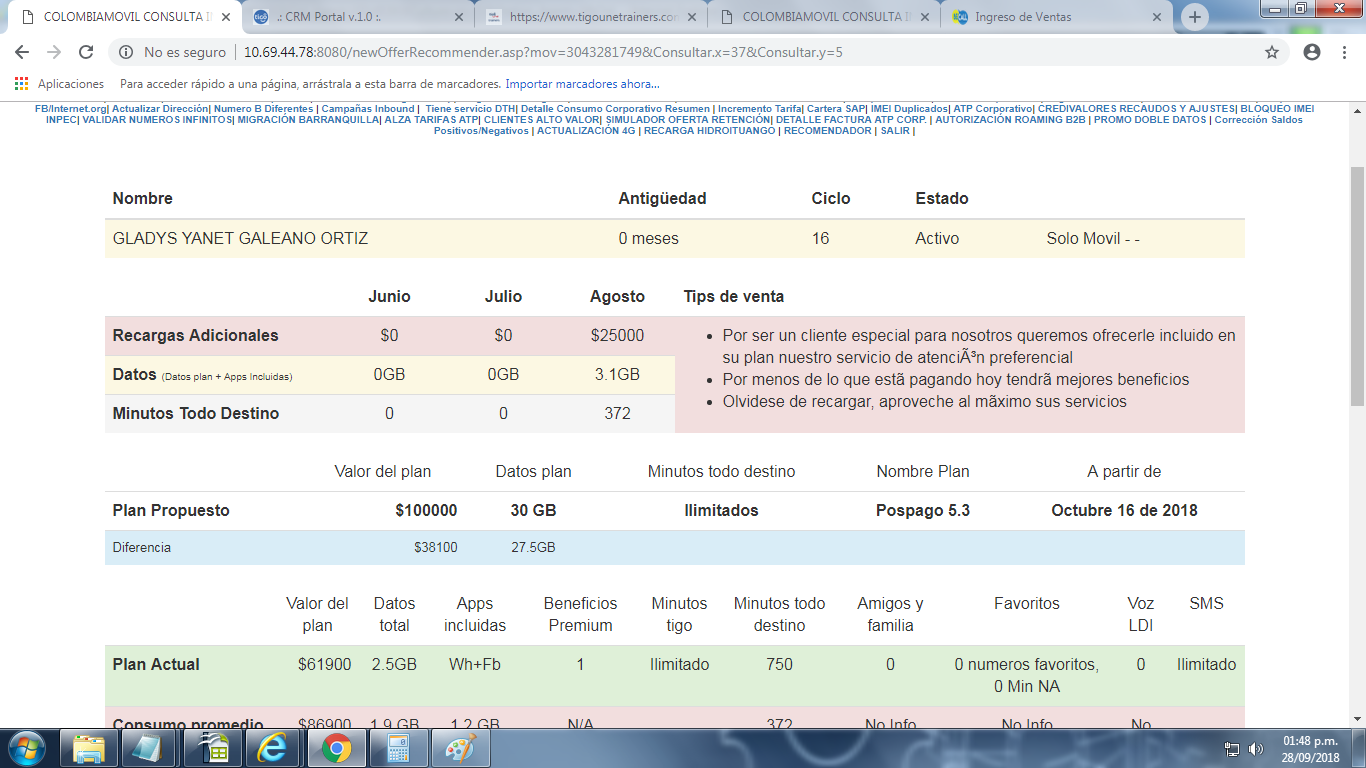 COLOMBIAMOVIL CONSULTA I
.: CRM Portal v.1.0 :.
https://www.tigounetrainers.con
COLOMBIAMOVIL CONSULTA I
Ingreso de Ventas
No es seguro | 10.69.44.78:8080/newOfferRecommender.asp?mov=3043281749&Consultar.x=37&Consultar.y=5
Aplicaciones Para acceder rápido a una página, arrástrala a esta barra de marcadores. Importar marcadores ahora...
FB/Internet.org| Actualizar Dirección| Numero B Diferentes | Campañas Inbound | Tiene servicio DTH| Detalle Consumo Corporativo Resumen | Incremento Tarifa| Cartera SAP| IMEI Duplicados| ATP Corporativo| CREDIVALORES RECAUDOS Y AJUSTES| BLOQUEO IMEI
INPEC| VALIDAR NUMEROS INFINITOS| MIGRACIÓN BARRANQUILLA| ALZA TARIFAS ATP| CLIENTES ALTO VALOR| SIMULADOR OFERTA RETENCIÓN| DETALLE FACTURA ATP CORP. | AUTORIZACIÓN ROAMING B2B | PROMO DOBLE DATOS | Corrección Saldos
Positivos/Negativos | ACTUALIZACIÓN 4G | RECARGA HIDROITUANGO | RECOMENDADOR | SALIR |
Nombre Antigüedad Ciclo Estado
GLADYS YANET GALEANO ORTIZ 0 meses 16 Activo Solo Movil - -
Junio Julio Agosto Tips de venta
Recargas Adicionales $0 $0 $25000
Datos (Datos plan + Apps Incluidas) 0GB 0GB 3.1GB
Minutos Todo Destino 0 0 372
Por ser un cliente especial para nosotros queremos ofrecerle incluido en
su plan nuestro servicio de atenciÃ³n preferencial
Por menos de lo que estã pagando hoy tendrã mejores beneficios
Olvidese de recargar, aproveche al mãximo sus servicios
Valor del plan Datos plan Minutos todo destino Nombre Plan A partir de
Plan Propuesto $100000 30 GB Ilimitados Pospago 5.3 Octubre 16 de 2018
Diferencia $38100 27.5GB
Valor del Datos Apps Beneficios Minutos Minutos todo Amigos y Favoritos Voz SMS
plan total incluidas Premium tigo destino familia LDI
Plan Actual $61900 2.5GB Wh+Fb 1 Ilimitado 750 0 0 numeros favoritos, 0 Ilimitado
0 Min NA
Consumo promedio $86900 1.9 GB 1.2 GB N/A 372 No Info No Info No
01:48 p.m.
28/09/2018